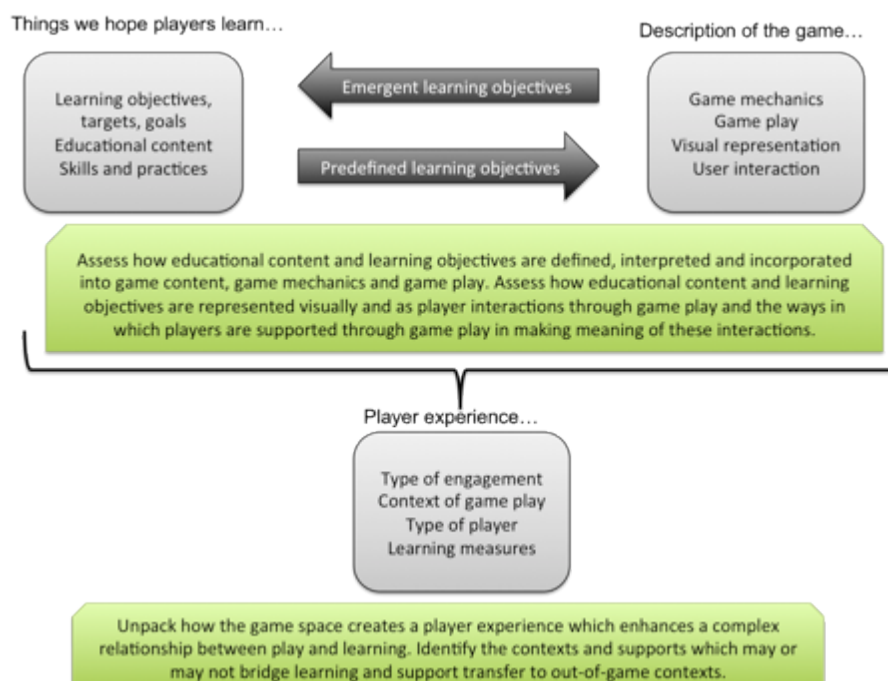 Things we hope players learn…
Description of the game…
Learning objectives,
targets, goals
Educational content
Skills and practices
Emergent learning objectives
Predefined learning objectives
Game mechanics
Game play
Visual representation
User interaction
Assess how educational content and learning objectives are defined, interpreted and incorporated
into game content, game mechanics and game play. Assess how educational content and learning
objectives are represented visually and as player interactions through game play and the ways in
which players are supported through game play in making meaning of these interactions.
Player experience…
Type of engagement
Context of game play
Type of player
Learning measures
Unpack how the game space creates a player experience which enhances a complex
relationship between play and learning. Identify the contexts and supports which may or
may not bridge learning and support transfer to out-of-game contexts.